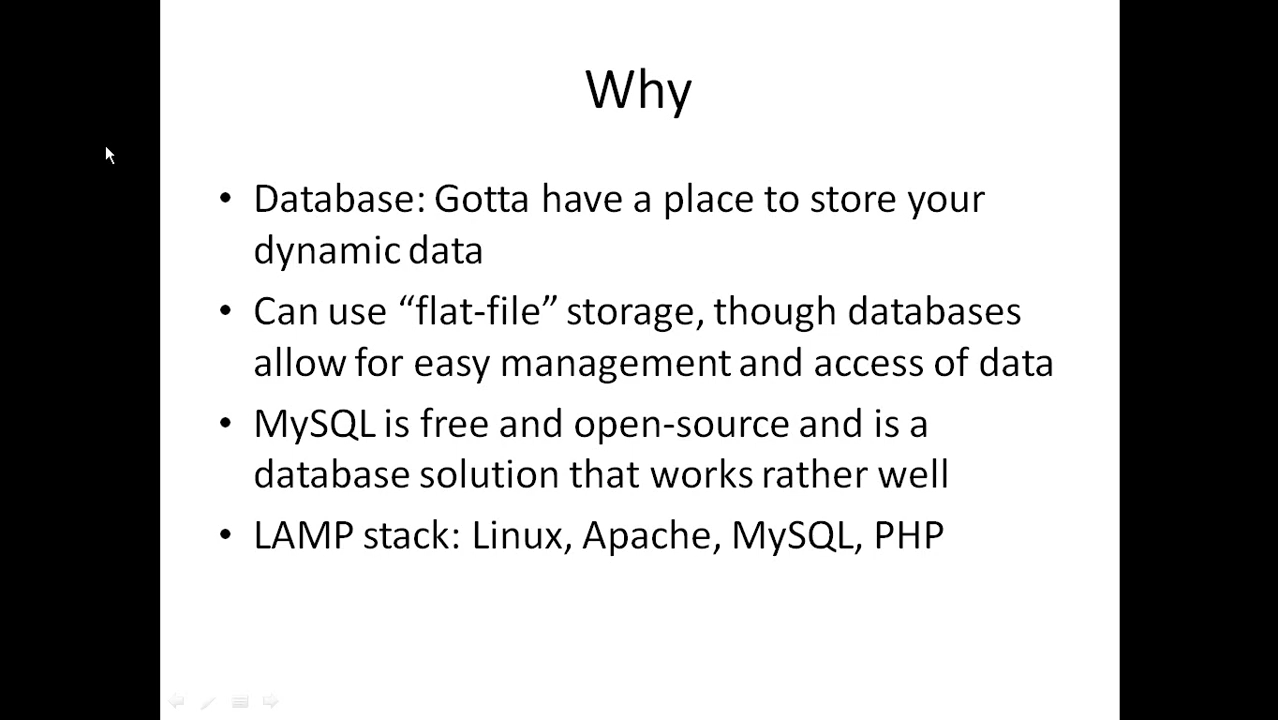 Why
• Database: Gotta have a place to store your
dynamic data
• Can use “flat-file” storage, though databases
allow for easy management and access of data
• MySQL is free and open-source and is a
database solution that works rather well
• LAMP stack: Linux, Apache, MySQL, PHP